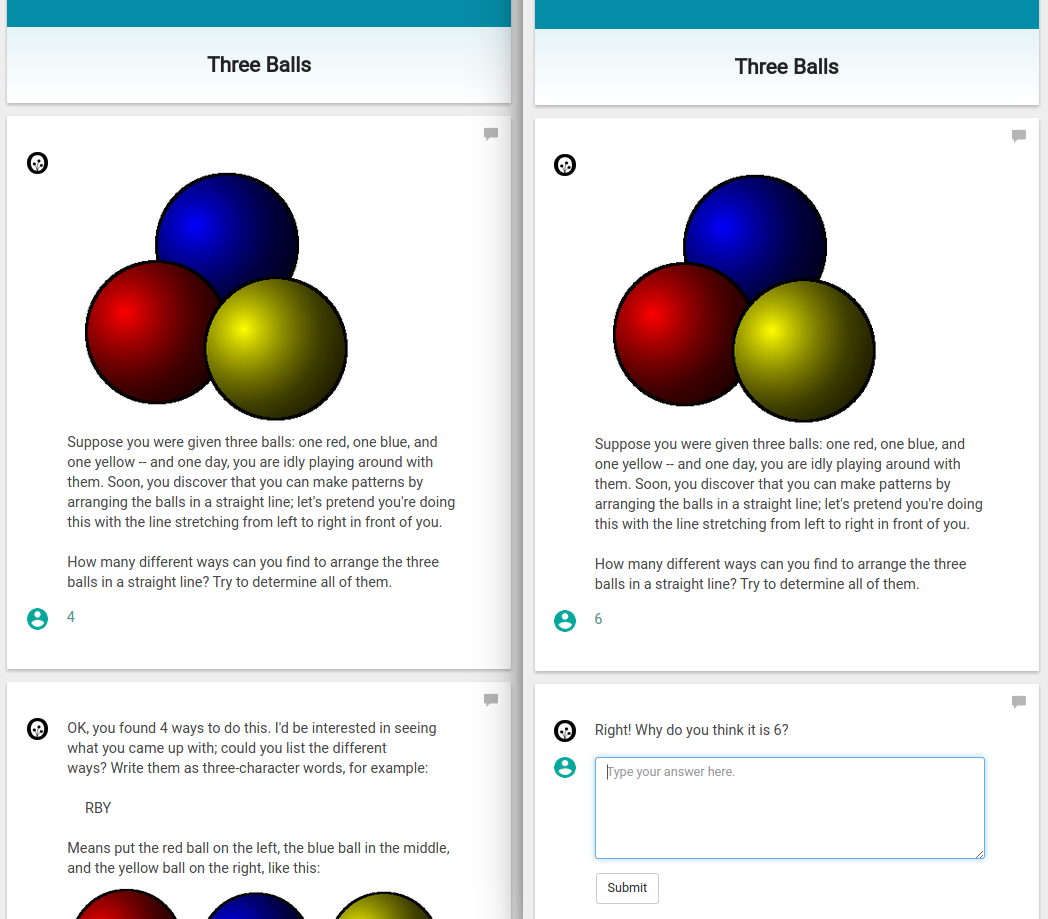 Three Balls
Suppose you were given three balls: one red, one blue, and
one yellow -- and one day, you are idly playing around with
them. Soon, you discover that you can make patterns by
arranging the balls in a straight line; let's pretend you're doing
this with the line stretching from left to right in front of you.
How many different ways can you find to arrange the three
balls in a straight line? Try to determine all of them.
4
OK, you found 4 ways to do this. I'd be interested in seeing
what you came up with; could you list the different
ways? Write them as three-character words, for example:
RBY
Means put the red ball on the left, the blue ball in the middle,
and the yellow ball on the right, like this:
Three Balls
Suppose you were given three balls: one red, one blue, and
one yellow -- and one day, you are idly playing around with
them. Soon, you discover that you can make patterns by
arranging the balls in a straight line; let's pretend you're doing
this with the line stretching from left to right in front of you.
How many different ways can you find to arrange the three
balls in a straight line? Try to determine all of them.
6
Right! Why do you think it is 6?
Type your answer here.
Submit